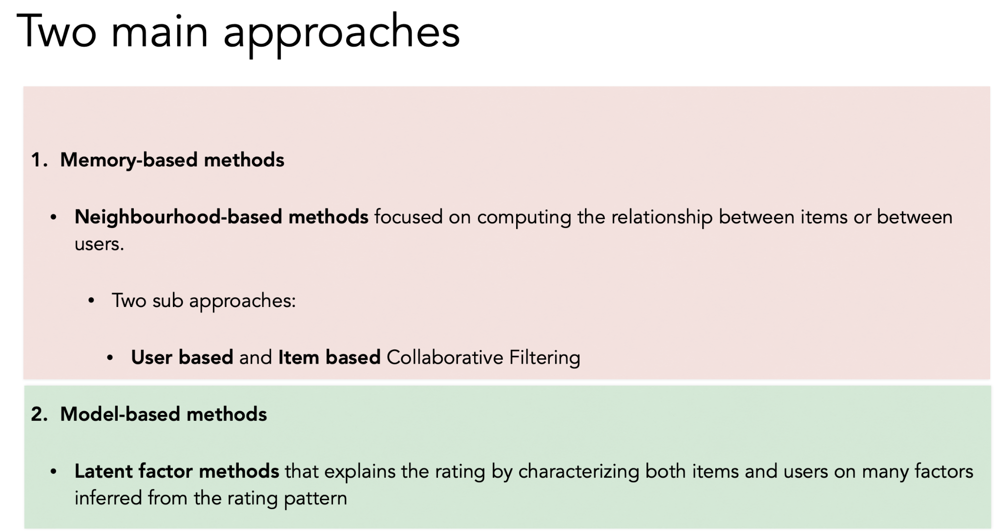 Two main approaches
1. Memory-based methods
• Neighbourhood-based methods focused on computing the relationship between items or between
users.
• Two sub approaches:
• User based and Item based Collaborative Filtering
2. Model-based methods
• Latent factor methods that explains the rating by characterizing both items and users on many factors
inferred from the rating pattern